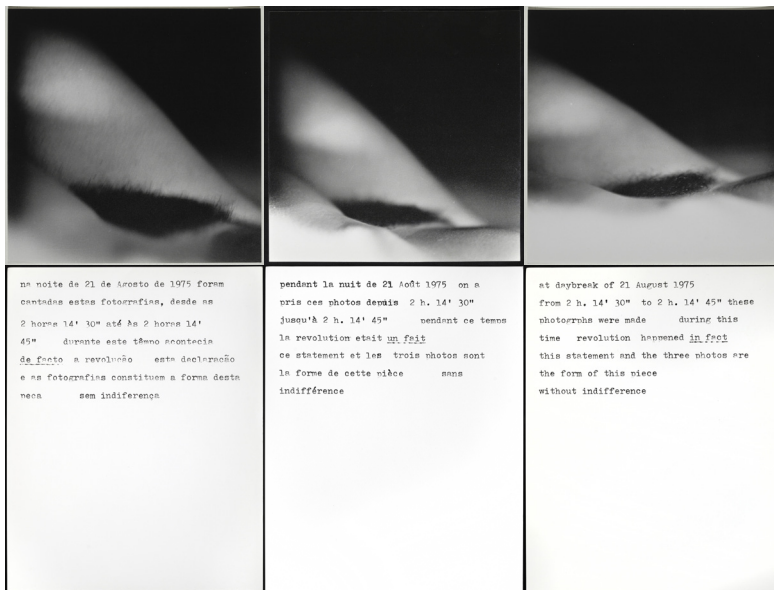 na noite de 21 de Agosto de 1975 foram
cantadas estas fotografias, desde as
2 horas 14' 30" até às 2 horas 14'
45" durante este têmpo acontecia
de facto a revolução esta declaração
e as fotografias constituem a forma desta
peca sem indiferença
pendant la nuit de 21 Août 1975 on a
pris ces photos depuis 2 h. 14' 30"
jusqu'à 2 h. 14' 45" pendant ce temps
la revolution etait un fait
ce statement et les trois photos sont
la forme de cette pièce sans
indifférence
at daybreak of 21 August 1975
from 2 h. 14' 30" to 2 h. 14' 45" these
photogrphs were made during this
time revolution happened in fact
this statement and the three photos are
the form of this piece
without indifference